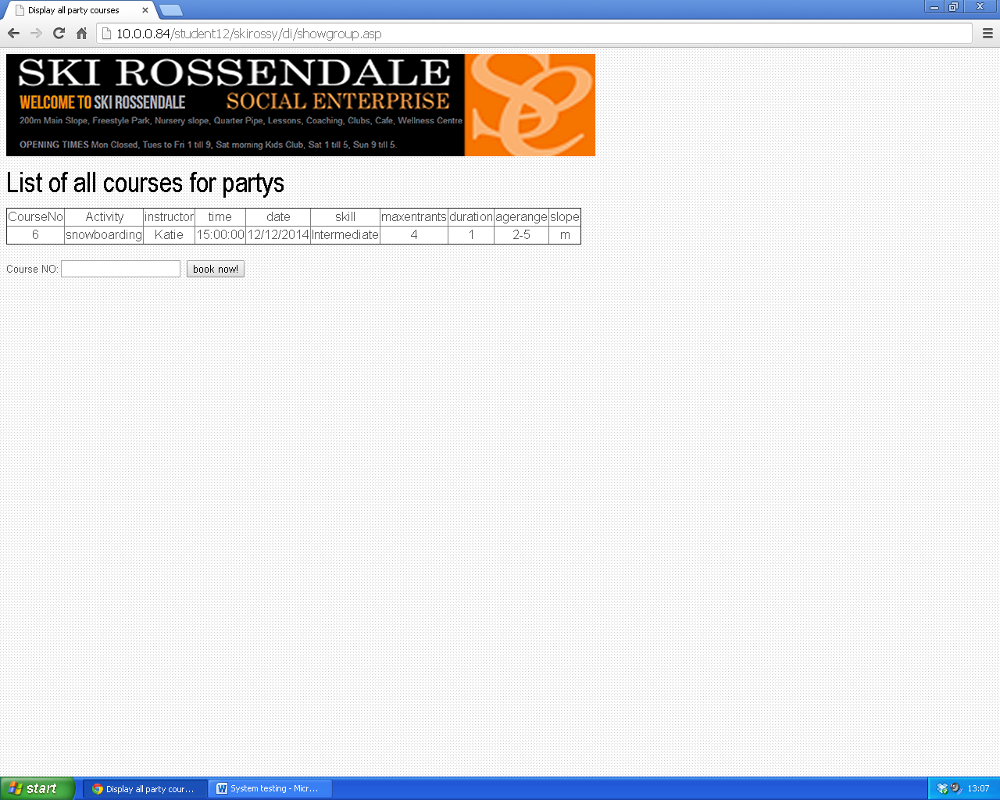 Display all party courses
10.0.0.84/student12/skirossy/di/showgroup.asp
SKI ROSSENDALE
WELCOME TO SKI ROSSENDALE SOCIAL ENTERPRISE
200m Main Slope, Freestyle Park, Nursery slope, Quarter Pipe, Lessons, Coaching, Clubs, Cafe, Wellness Centre
OPENING TIMES Mon Closed, Tues to Fri 1 till 9, Sat morning Kids Club, Sat 1 till 5, Sun 9 till 5.
List of all courses for partys
CourseNo Activity instructor time date skill maxentrants duration agerange slope
6 snowboarding Katie 15:00:00 12/12/2014 Intermediate 4 1 2-5 m
Course NO: book now!
start Display all party cour... System testing - Micr... 13:07